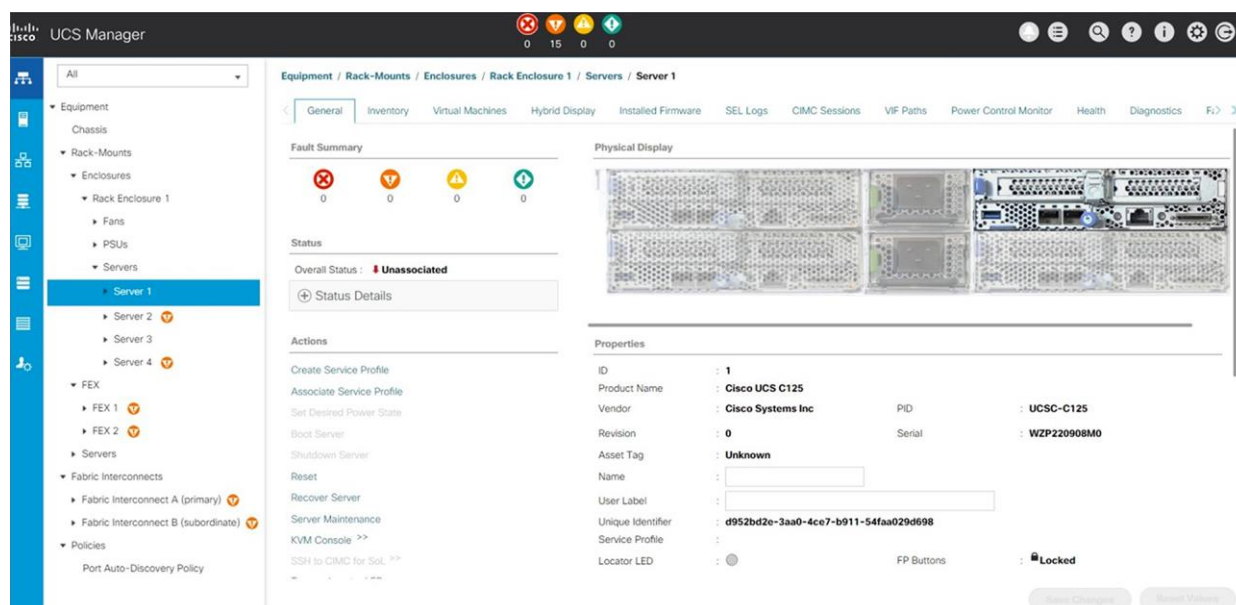 cisco UCS Manager
0 15 0 0
All
Equipment
Chassis
Rack-Mounts
Enclosures
Rack Enclosure 1
Fans
PSUs
Servers
Server 1
Server 2
Server 3
Server 4
FEX
FEX 1
FEX 2
Servers
Fabric Interconnects
Fabric Interconnect A (primary)
Fabric Interconnect B (subordinate)
Policies
Port Auto-Discovery Policy
Equipment / Rack-Mounts / Enclosures / Rack Enclosure 1 / Servers / Server 1
General Inventory Virtual Machines Hybrid Display Installed Firmware SEL Logs CIMC Sessions VIF Paths Power Control Monitor Health Diagnostics
Fault Summary
0 0 0 0
Status
Overall Status : Unassociated
Status Details
Actions
Create Service Profile
Associate Service Profile
Set Desired Power State
Boot Server
Shutdown Server
Reset
Recover Server
Server Maintenance
KVM Console >>
SSH to CIMC for SoL >>
Physical Display
Properties
ID : 1
Product Name : Cisco UCS C125
Vendor : Cisco Systems Inc PID : UCSC-C125
Revision : 0 Serial : WZP220908M0
Asset Tag : Unknown
Name :
User Label :
Unique Identifier : d952bd2e-3aa0-4ce7-b911-54faa029d698
Service Profile :
Locator LED : FP Buttons : Locked
Save Changes Reset Values